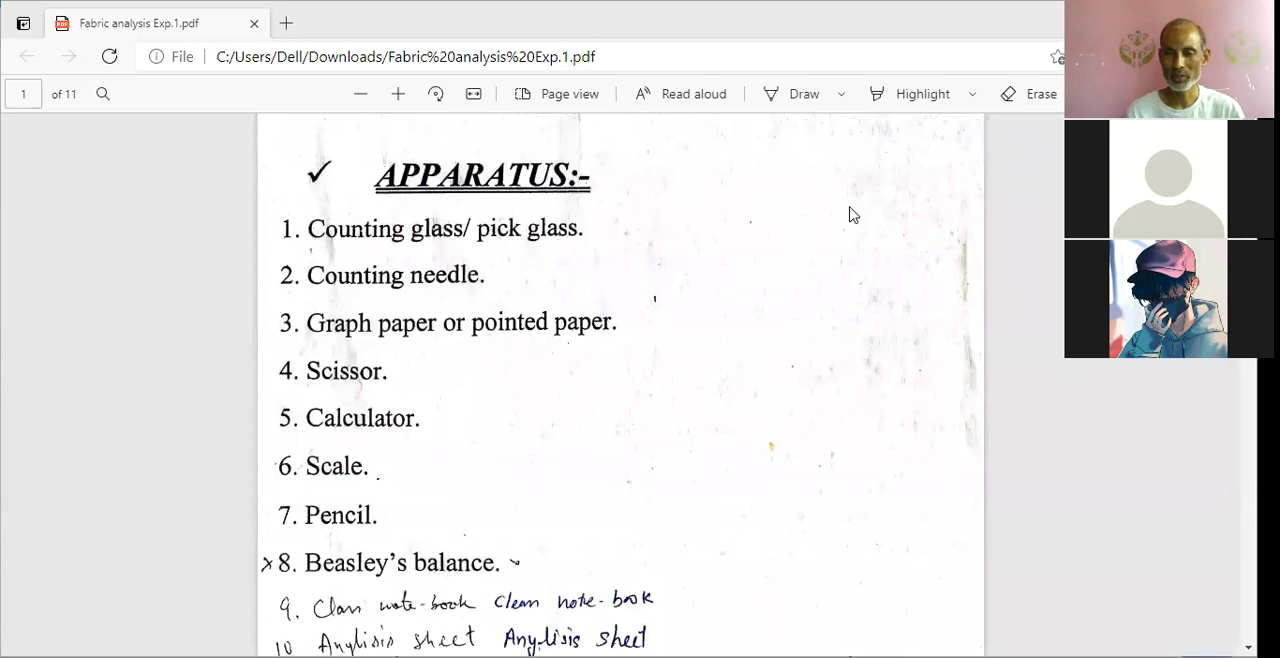 Fabric analysis Exp.1.pdf
File C:/Users/Dell/Downloads/Fabric%20analysis%20Exp.1.pdf
1 of 11 Page view Read aloud Draw Highlight Erase
APPARATUS:-
1. Counting glass/ pick glass.
2. Counting needle.
3. Graph paper or pointed paper.
4. Scissor.
5. Calculator.
6. Scale.
7. Pencil.
8. Beasley's balance.
9. Clean note-book Clean note-book
10 Anylisis sheet Anylisis sheet